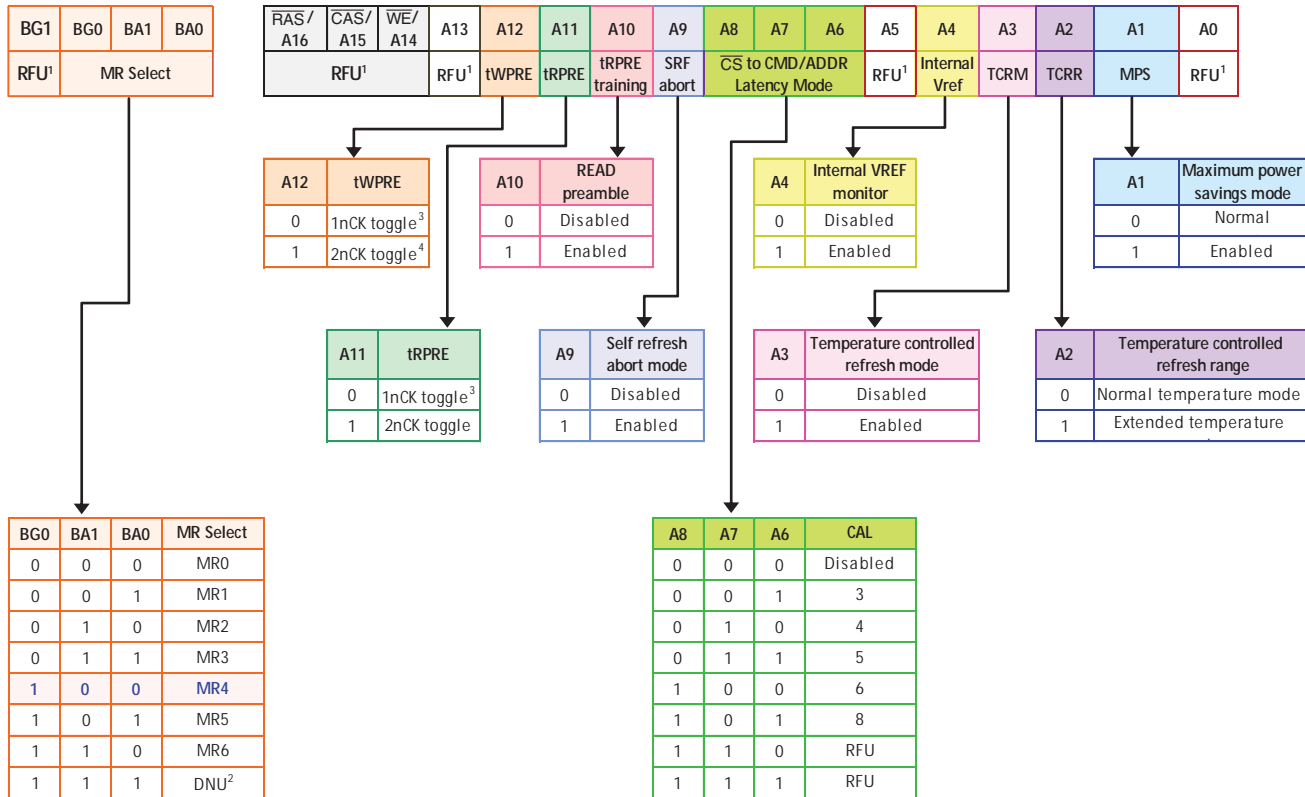 BG1 BG0 BA1 BA0 RAS/ A16 CAS/ A15 WE/ A14 A13 A12 A11 A10 A9 A8 A7 A6 A5 A4 A3 A2 A1 A0
RFU¹ MR Select RFU¹ RFU¹ tWPRE tRPRE tRPRE training SRF abort CS to CMD/ADDR Latency Mode RFU¹ Internal Vref TCRM TCRR MPS RFU¹
A12 tWPRE
0 1nCK toggle³
1 2nCK toggle⁴
A10 READ preamble
0 Disabled
1 Enabled
A4 Internal VREF monitor
0 Disabled
1 Enabled
A1 Maximum power savings mode
0 Normal
1 Enabled
A11 tRPRE
0 1nCK toggle³
1 2nCK toggle
A9 Self refresh abort mode
0 Disabled
1 Enabled
A3 Temperature controlled refresh mode
0 Disabled
1 Enabled
A2 Temperature controlled refresh range
0 Normal temperature mode
1 Extended temperature
BG0 BA1 BA0 MR Select
0 0 0 MR0
0 0 1 MR1
0 1 0 MR2
0 1 1 MR3
1 0 0 MR4
1 0 1 MR5
1 1 0 MR6
1 1 1 DNU²
A8 A7 A6 CAL
0 0 0 Disabled
0 0 1 3
0 1 0 4
0 1 1 5
1 0 0 6
1 0 1 8
1 1 0 RFU
1 1 1 RFU